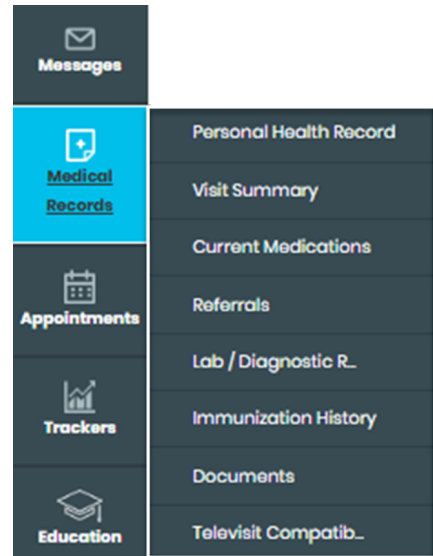 Messages
Medical
Records
Appointments
Trackers
Education
Personal Health Record
Visit Summary
Current Medications
Referrals
Lab / Diagnostic R...
Immunization History
Documents
Televisit Compatib...